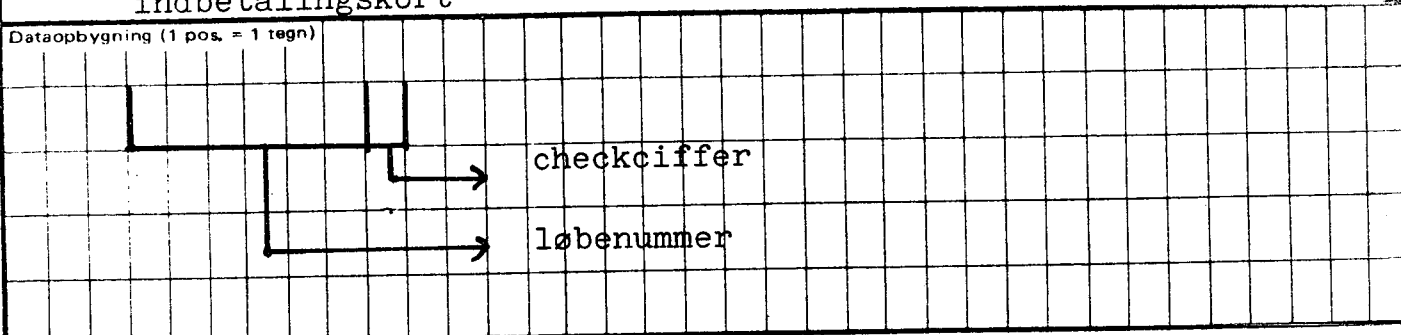 indbetalingskort
Dataopbygning (1 pos. = 1 tegn)
checkciffer
løbenummer